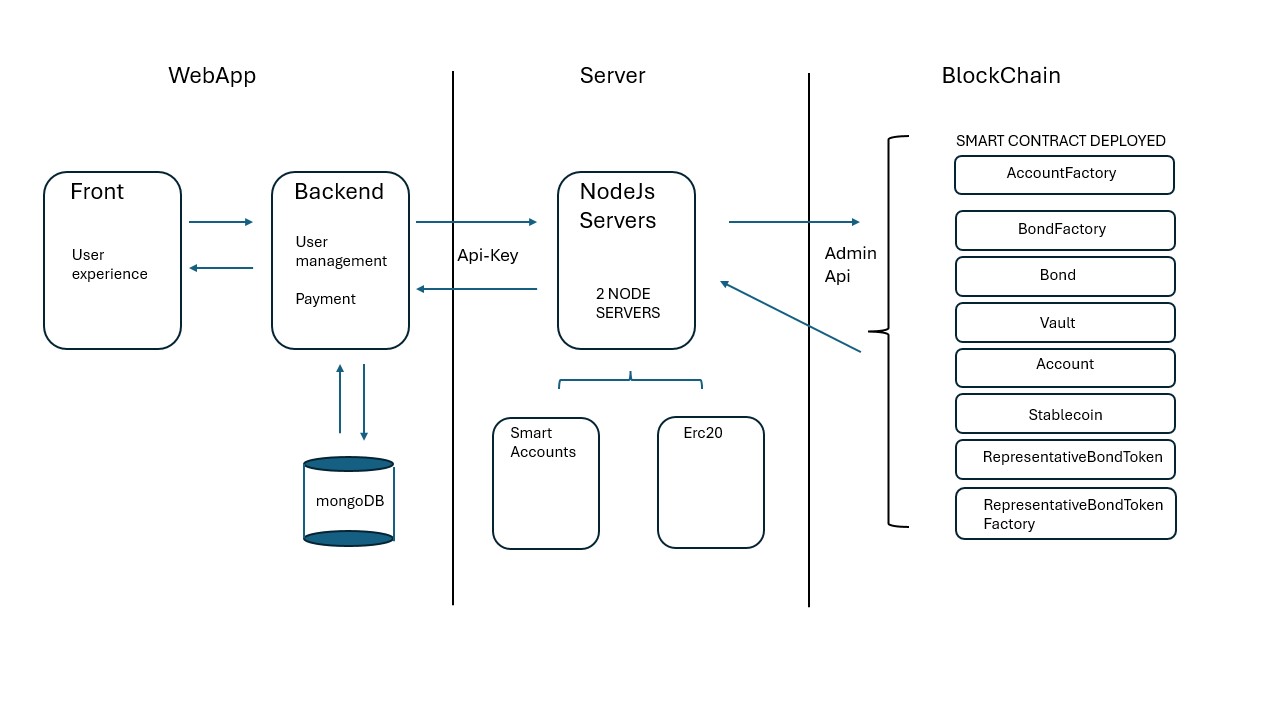 WebApp
Server
BlockChain
Front
User
experience
Backend
User
management
Payment
mongoDB
Api-Key
NodeJs
Servers
2 NODE
SERVERS
Smart
Accounts
Erc20
Admin
Api
SMART CONTRACT DEPLOYED
AccountFactory
BondFactory
Bond
Vault
Account
Stablecoin
RepresentativeBondToken
RepresentativeBondToken
Factory